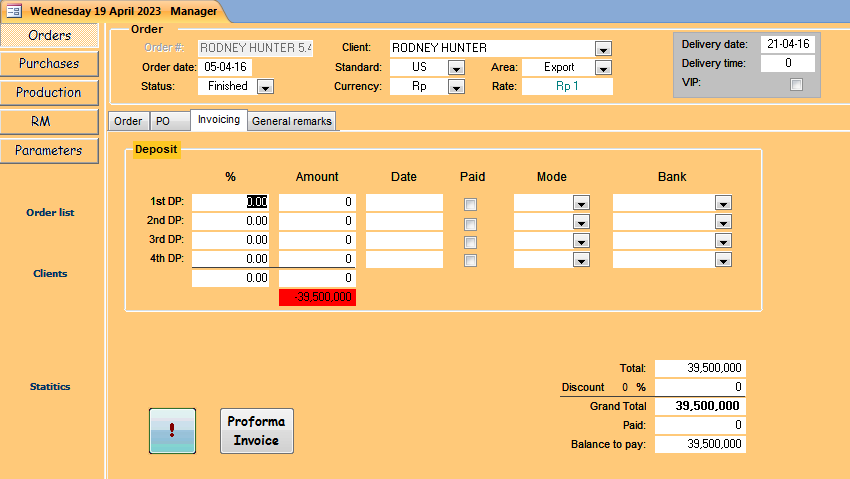 Wednesday 19 April 2023 Manager
Orders
Purchases
Production
RM
Parameters
Order list
Clients
Statitics
Order
Order #: RODNEY HUNTER 5.4 Client: RODNEY HUNTER
Order date: 05-04-16 Standard: US Area: Export
Status: Finished Currency: Rp Rate: Rp 1
Delivery date: 21-04-16
Delivery time: 0
VIP:
Order PO Invoicing General remarks
Deposit
% Amount Date Paid Mode Bank
1st DP: 0.00 0
2nd DP: 0.00 0
3rd DP: 0.00 0
4th DP: 0.00 0
0.00 0
-39,500,000
Total: 39,500,000
Discount 0 % 0
Grand Total 39,500,000
Paid: 0
Balance to pay: 39,500,000
!
Proforma
Invoice